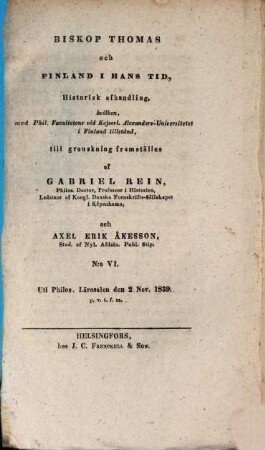 BISKOP THOMAS
och
FINLAND I HANS TID,
Historisk afhandling,
hvilken,
med Phil. Facultetens vid Kejserl. Alexanders-Universitetet
i Finland tillstånd,
till granskning framställes
af
GABRIEL REIN,
Philos. Doctor, Professor i Historien,
Ledamot af Kongl. Danska Fornskrifts-Sällskapet
i Köpenhamn,
och
AXEL ERIK ÅKESSON,
Stud. af Nyl. Afdeln. Publ. Stip.
N:o VI.
Uti Philos. Lärosalen den 2 Nov. 1839.
p. v. t. f. m.
HELSINGFORS,
hos J. C. FRENCKELL & SON.